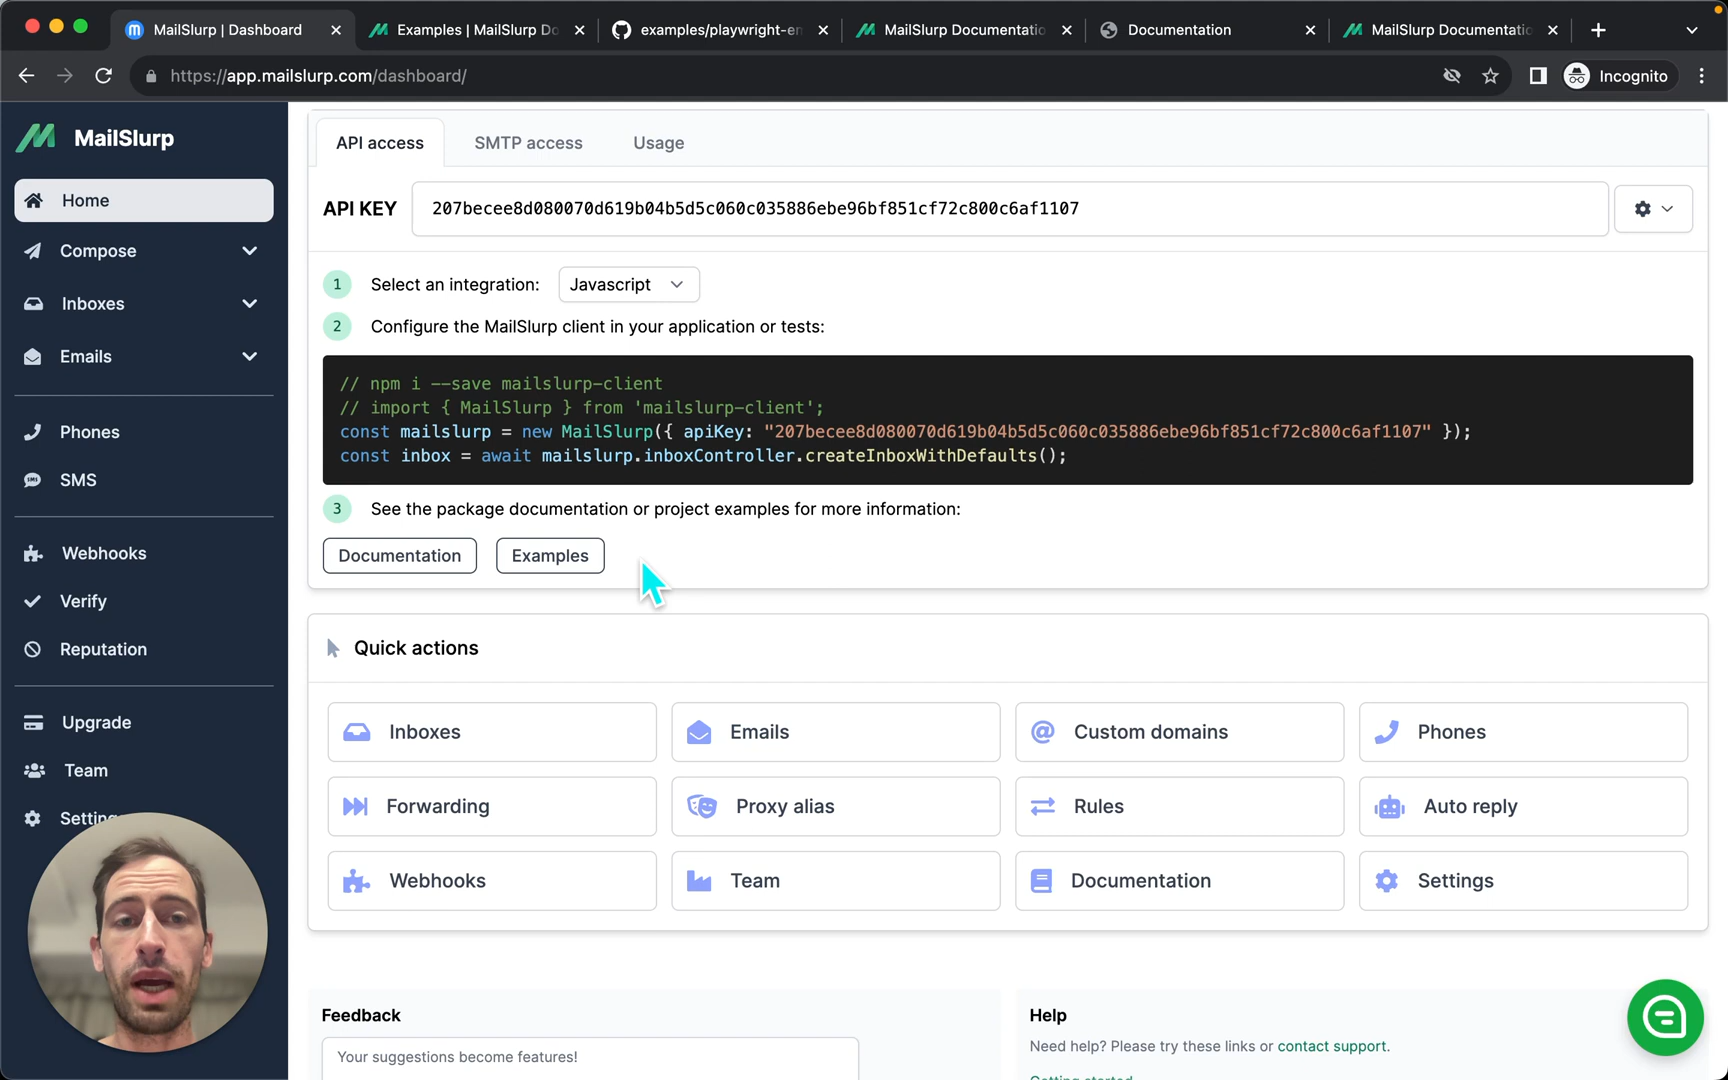 MailSlurp | Dashboard
Examples | MailSlurp Do
examples/playwright-em
MailSlurp Documentatio
Documentation
MailSlurp Documentatio
https://app.mailslurp.com/dashboard/
Incognito
MailSlurp
Home
Compose
Inboxes
Emails
Phones
SMS
Webhooks
Verify
Reputation
Upgrade
Team
Setting
API access
SMTP access
Usage
API KEY
207becee8d080070d619b04b5d5c060c035886ebe96bf851cf72c800c6af1107
1 Select an integration: Javascript
2 Configure the MailSlurp client in your application or tests:
// npm i --save mailslurp-client
// import { MailSlurp } from 'mailslurp-client';
const mailslurp = new MailSlurp({ apiKey: "207becee8d080070d619b04b5d5c060c035886ebe96bf851cf72c800c6af1107" });
const inbox = await mailslurp.inboxController.createInboxWithDefaults();
3 See the package documentation or project examples for more information:
Documentation
Examples
Quick actions
Inboxes
Emails
Custom domains
Phones
Forwarding
Proxy alias
Rules
Auto reply
Webhooks
Team
Documentation
Settings
Feedback
Your suggestions become features!
Help
Need help? Please try these links or contact support.
Getting started